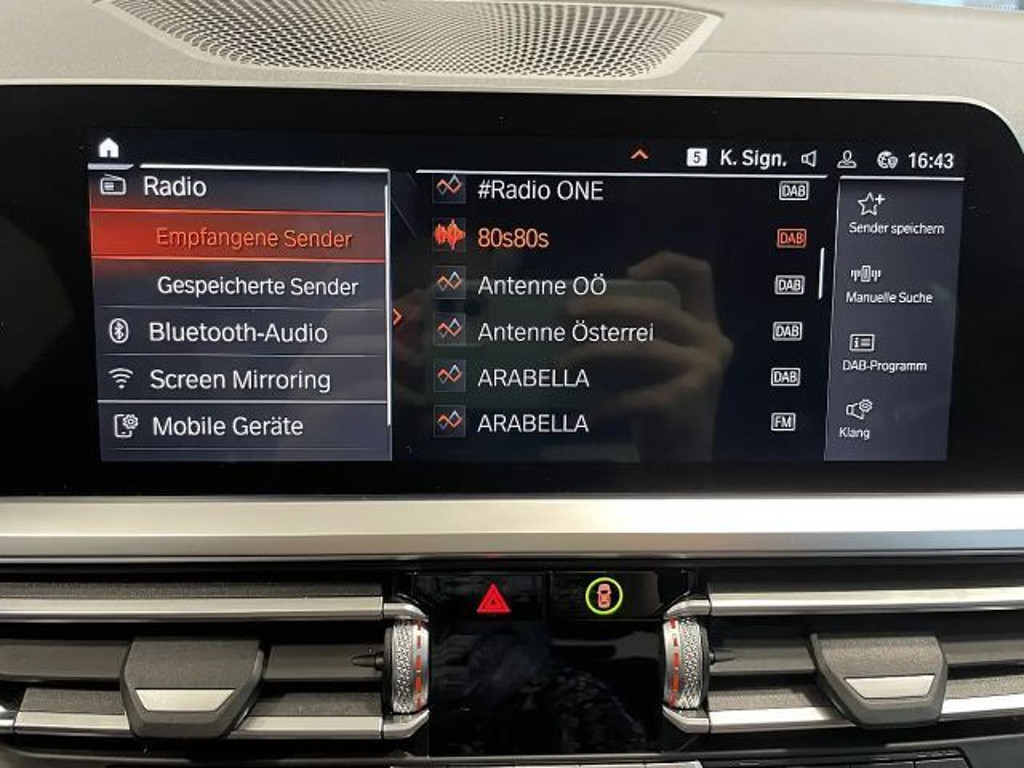 5 K. Sign. 16:43
Radio
Empfangene Sender
Gespeicherte Sender
Bluetooth-Audio
Screen Mirroring
Mobile Geräte
#Radio ONE DAB
80s80s DAB
Antenne OÖ DAB
Antenne Österrei DAB
ARABELLA DAB
ARABELLA FM
Sender speichern
Manuelle Suche
DAB-Programm
Klang